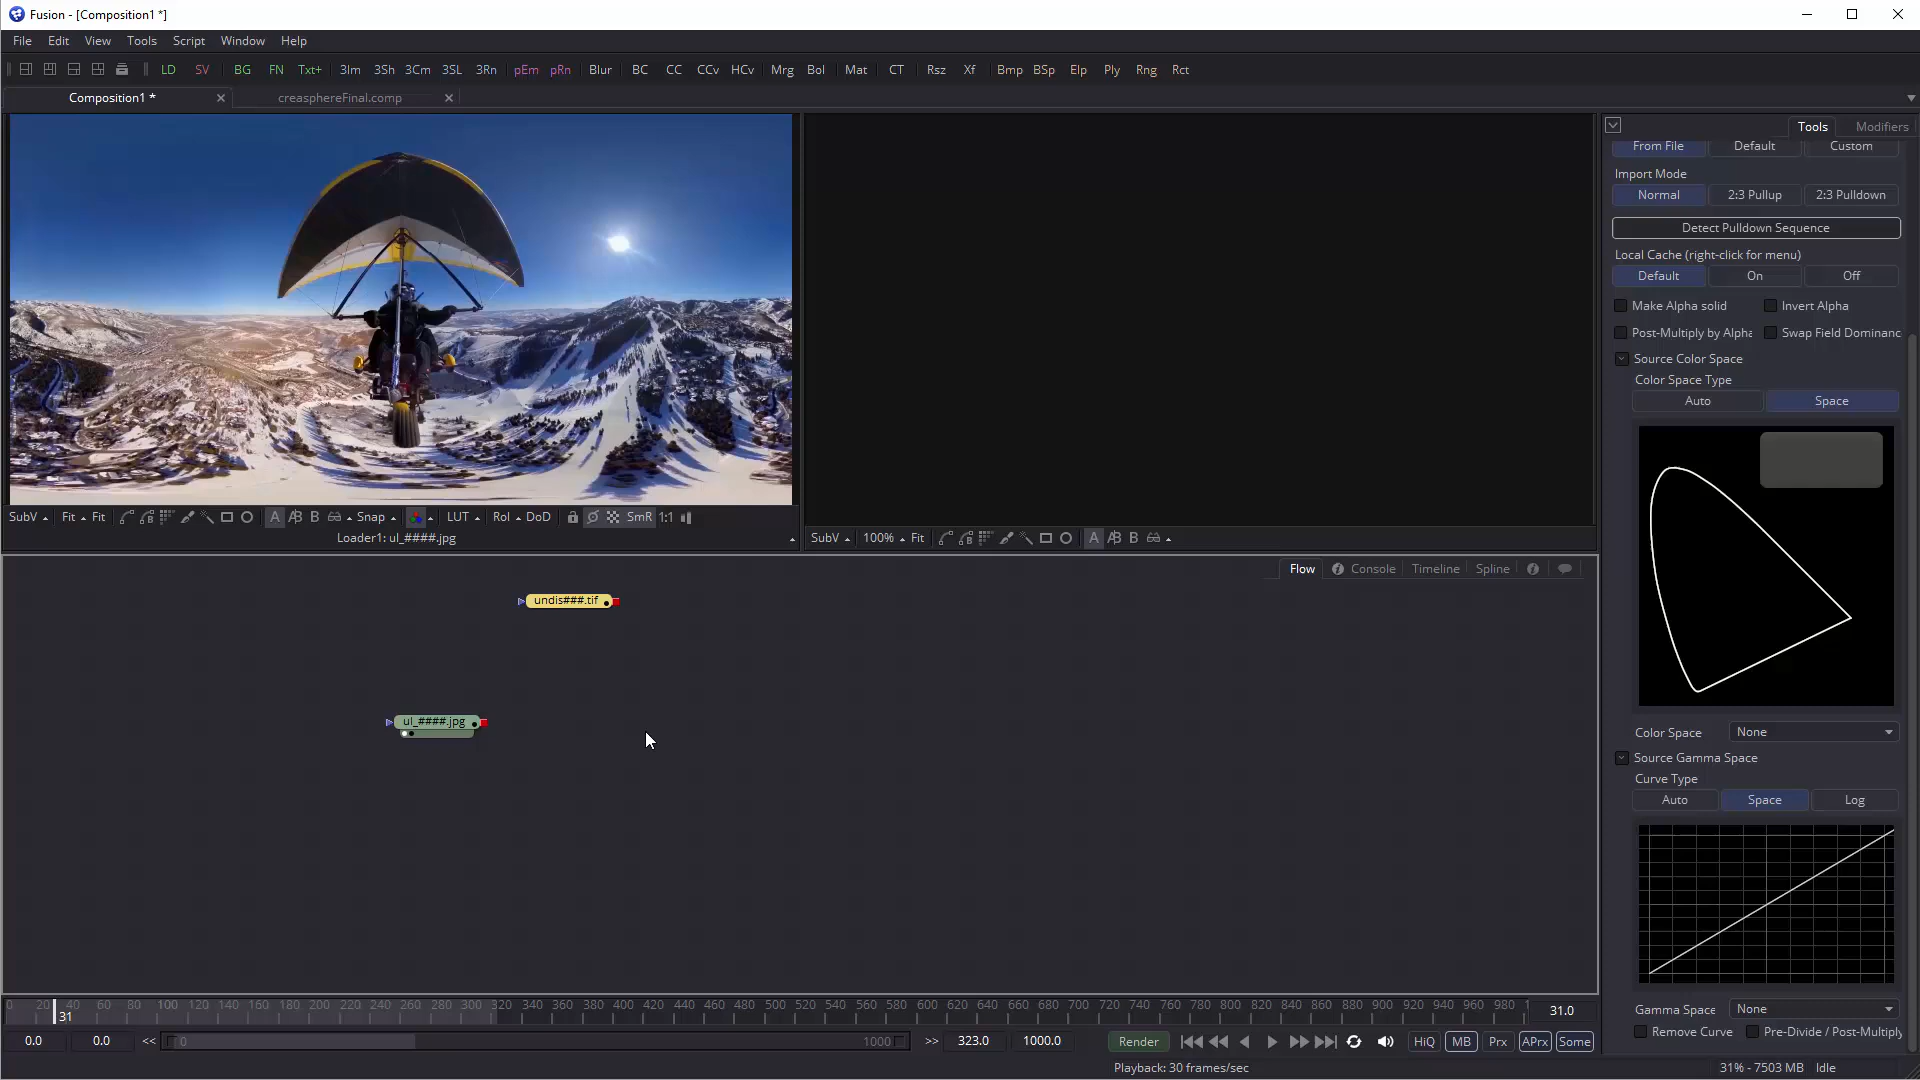 Fusion - [Composition1 *]
File Edit View Tools Script Window Help
LD SV BG FN Txt+ 3Im 3Sh 3Cm 3SL 3Rn pEm pRn Blur BC CC CCv HCv Mrg Bol Mat CT Rsz Xf Bmp BSp Elp Ply Rng Rct
Composition1 *
creasphereFinal.comp
Tools Modifiers
From File Default Custom
Import Mode
Normal 2:3 Pullup 2:3 Pulldown
Detect Pulldown Sequence
Local Cache (right-click for menu)
Default On Off
Make Alpha solid Invert Alpha
Post-Multiply by Alpha Swap Field Dominanc
Source Color Space
Color Space Type
Auto Space
Color Space None
Source Gamma Space
Curve Type
Auto Space Log
Gamma Space None
Remove Curve Pre-Divide / Post-Multiply
SubV Fit Fit A B Snap LUT RoI DoD SmR 1:1
Loader1: ul_####.jpg
SubV 100% Fit A B
Flow Console Timeline Spline
undis###.tif
ul_####.jpg
0 20 40 60 80 100 120 140 160 180 200 220 240 260 280 300 320 340 360 380 400 420 440 460 480 500 520 540 560 580 600 620 640 660 680 700 720 740 760 780 800 820 840 860 880 900 920 940 960 980 1
31
31.0
0.0 0.0 << 0 1000 >> 323.0 1000.0 Render HiQ MB Prx APrx Some
Playback: 30 frames/sec
31% - 7503 MB Idle